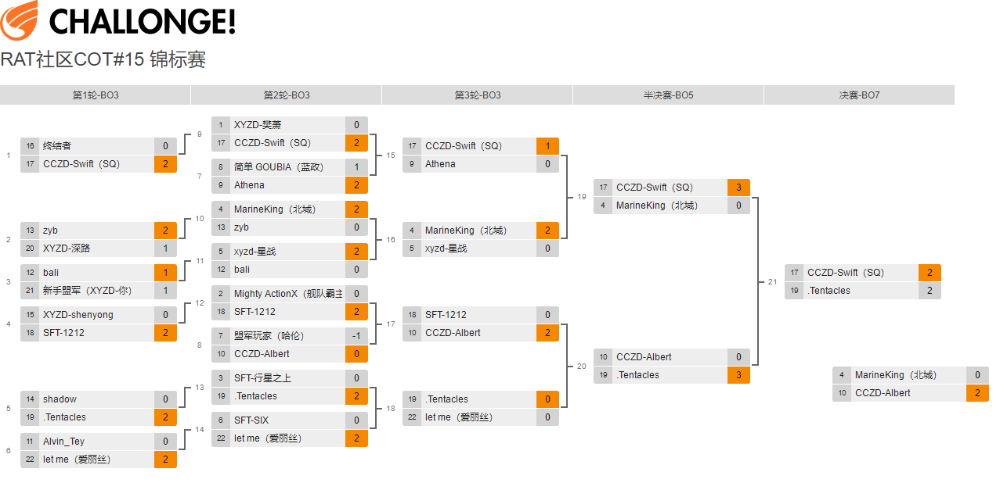 CHALLONGE!
RAT社区COT#15 锦标赛
第1轮-BO3 第2轮-BO3 第3轮-BO3 半决赛-BO5 决赛-BO7
1
16 终结者 0
17 CCZD-Swift（SQ） 2
2
13 zyb 2
20 XYZD-深路 1
3
12 bali 1
21 新手盟军（XYZD-你） 1
4
15 XYZD-shenyong 0
18 SFT-1212 2
5
14 shadow 0
19 .Tentacles 2
6
11 Alvin_Tey 0
22 let me（爱丽丝） 2
9
1 XYZD-樊萧 0
17 CCZD-Swift（SQ） 2
7
8 简单 GOUBIA（蓝政） 1
9 Athena 2
10
4 MarineKing（北城） 2
13 zyb 0
11
5 xyzd-星战 2
12 bali 0
12
2 Mighty ActionX（舰队霸主 0
18 SFT-1212 2
8
7 盟军玩家（哈伦） -1
10 CCZD-Albert 0
13
3 SFT-行星之上 0
19 .Tentacles 2
14
6 SFT-SIX 0
22 let me（爱丽丝） 2
15
17 CCZD-Swift（SQ） 1
9 Athena 0
16
4 MarineKing（北城） 2
5 xyzd-星战 0
17
18 SFT-1212 0
10 CCZD-Albert 2
18
19 .Tentacles 0
22 let me（爱丽丝） 0
19
17 CCZD-Swift（SQ） 3
4 MarineKing（北城） 0
20
10 CCZD-Albert 0
19 .Tentacles 3
21
17 CCZD-Swift（SQ） 2
19 .Tentacles 2
4 MarineKing（北城） 0
10 CCZD-Albert 2